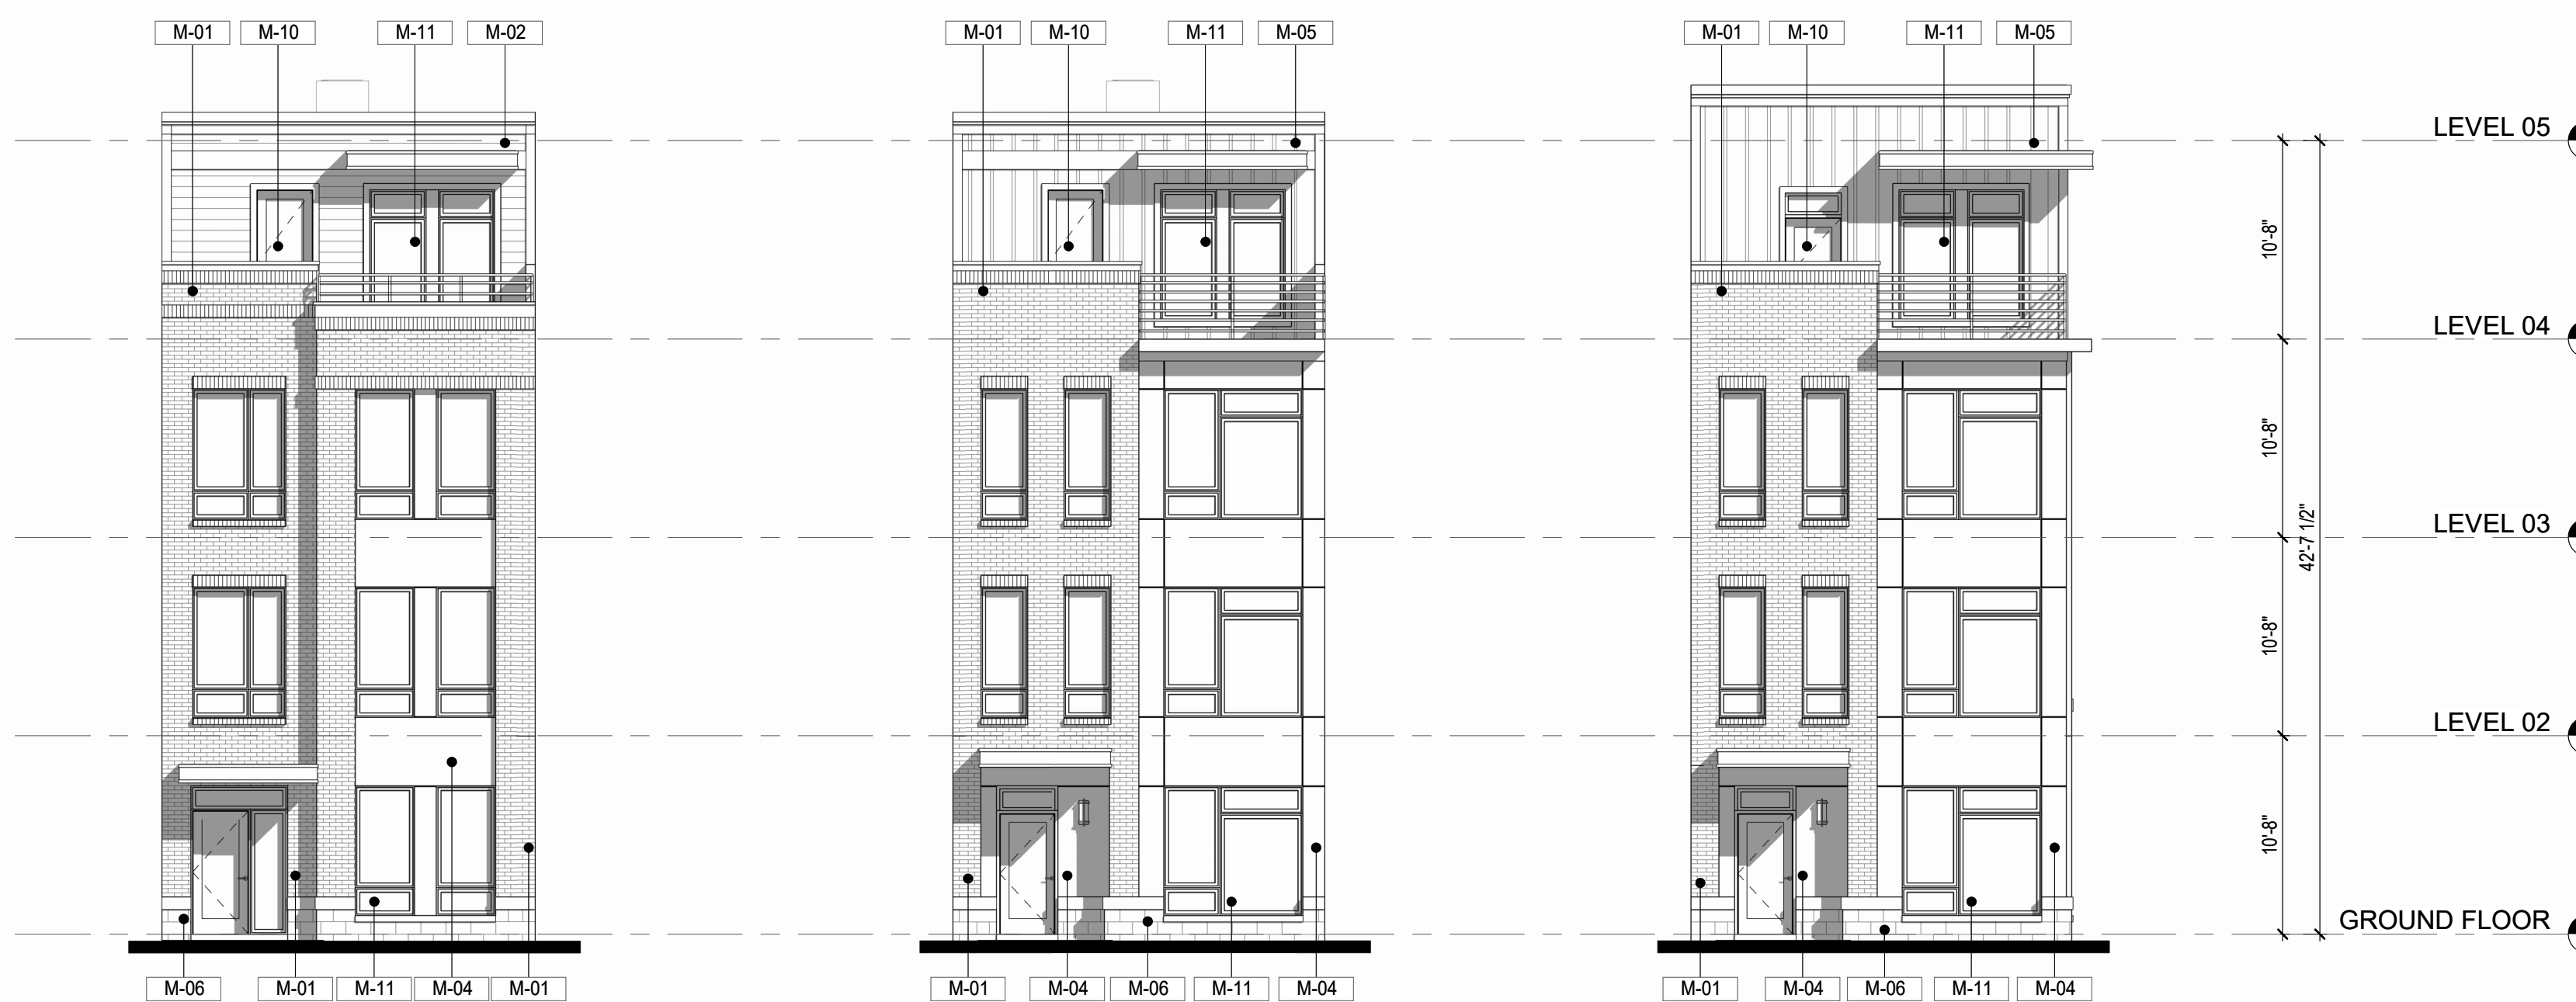 M-01 M-10 M-11 M-02 M-01 M-10 M-11 M-05 M-01 M-10 M-11 M-05
LEVEL 05
10'-8"
LEVEL 04
10'-8"
LEVEL 03
42'-7 1/2"
10'-8"
LEVEL 02
10'-8"
GROUND FLOOR
M-06 M-01 M-11 M-04 M-01 M-01 M-04 M-06 M-11 M-04 M-01 M-04 M-06 M-11 M-04